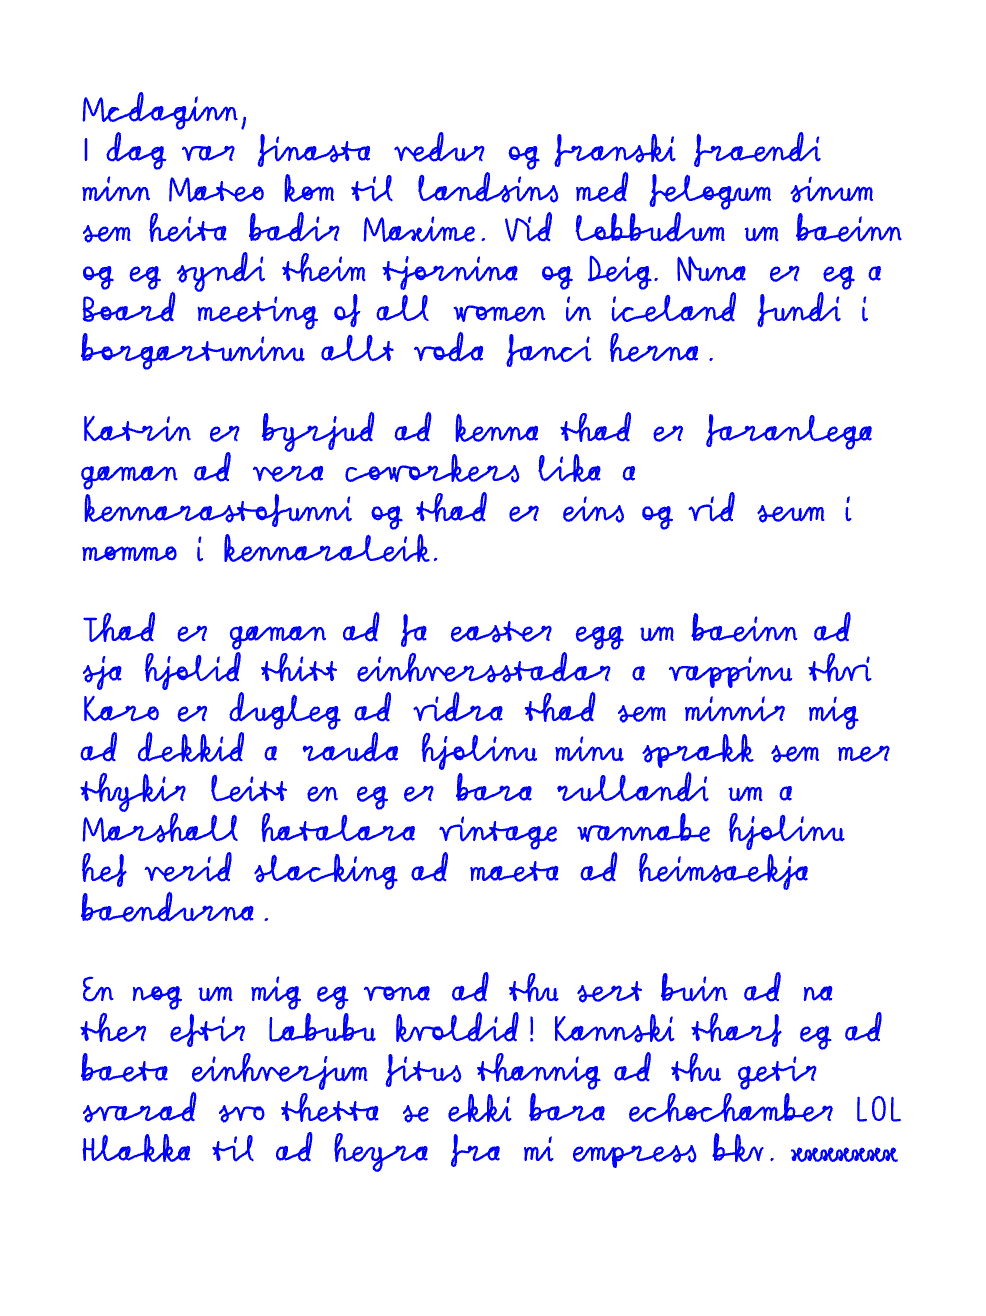 Mcdaginn,
I dag var finasta vedur og franski fraendi
minn Mateo kom til landsins med felogum sinum
sem heita badir Maxime. Vid lobbudum um baeinn
og eg syndi theim tjornina og Deig. Nuna er eg a
Board meeting of all women in iceland fundi i
borgartuninu allt voda fanci herna.
Katrin er byrjud ad kenna thad er faranlega
gaman ad vera coworkers lika a
kennarastofunni og thad er eins og vid seum i
mommo i kennaraleik.
Thad er gaman ad fa easter egg um baeinn ad
sja hjolid thitt einhversstadar a vappinu thvi
Karo er dugleg ad vidra thad sem minnir mig
ad dekkid a rauda hjolinu minu sprakk sem mer
thykir leitt en eg er bara rullandi um a
Marshall hatalara vintage wannabe hjolinu
hef verid slacking ad maeta ad heimsaekja
baendurna.
En nog um mig eg vona ad thu sert buin ad na
ther eftir Labubu kvoldid! Kannski tharf eg ad
baeta einhverjum fitus thannig ad thu getir
svarad svo thetta se ekki bara echochamber LOL
Hlakka til ad heyra fra mi empress bkv. xxxxxxxx